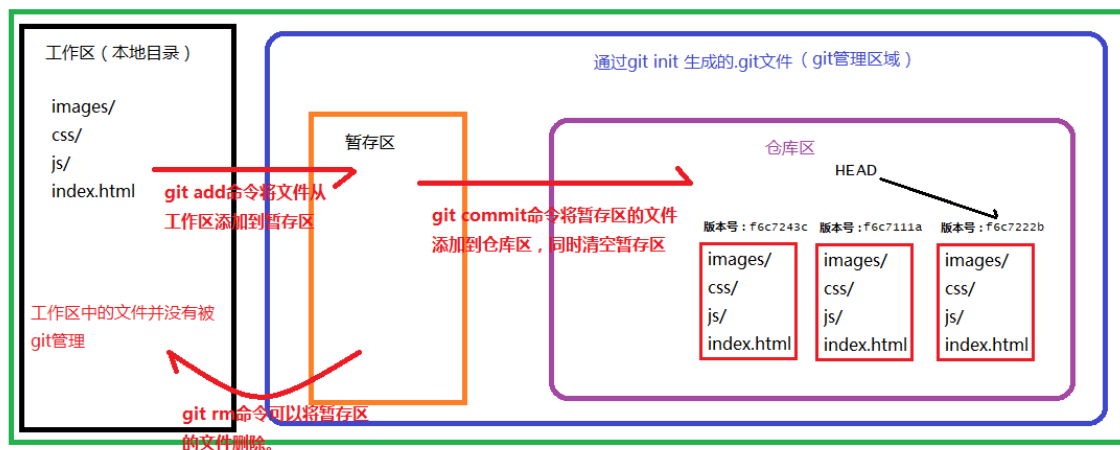 工作区（本地目录）
images/
css/
js/
index.html
git add命令将文件从
工作区添加到暂存区
工作区中的文件并没有被
git管理
git rm命令可以将暂存区
的文件删除。
通过git init 生成的.git文件（git管理区域）
暂存区
git commit命令将暂存区的文件
添加到仓库区，同时清空暂存区
仓库区
HEAD
版本号：f6c7243c
images/
css/
js/
index.html
版本号：f6c7111a
images/
css/
js/
index.html
版本号：f6c7222b
images/
css/
js/
index.html